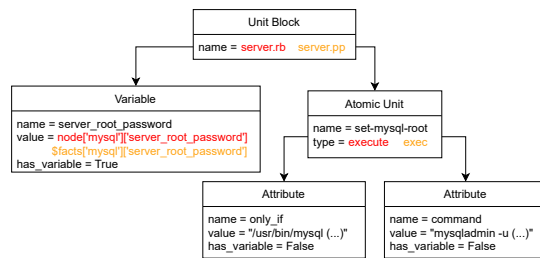 Unit Block
name = server.rb server.pp
Variable
name = server_root_password
value = node['mysql']['server_root_password']
$facts['mysql']['server_root_password']
has_variable = True
Atomic Unit
name = set-mysql-root
type = execute exec
Attribute
name = only_if
value = "/usr/bin/mysql (...)"
has_variable = False
Attribute
name = command
value = "mysqladmin -u (...)"
has_variable = False